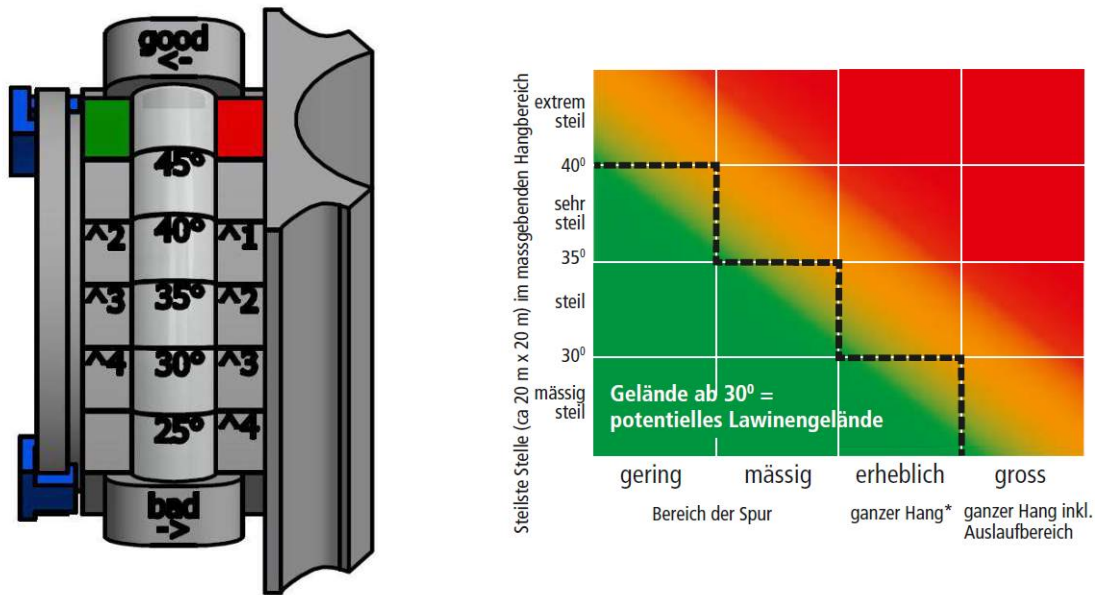 good
<-
45°
^2 40° ^1
^3 35° ^2
^4 30° ^3
25° ^4
bad
->
Steilste Stelle (ca 20 m x 20 m) im massgebenden Hangbereich
extrem
steil
40⁰
sehr
steil
35⁰
steil
30⁰
mässig
steil
Gelände ab 30⁰ =
potentielles Lawinengelände
gering mässig erheblich gross
Bereich der Spur ganzer Hang* ganzer Hang inkl.
Auslaufbereich